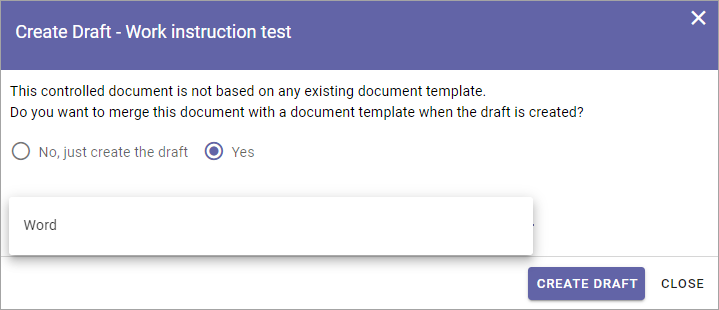 Create Draft - Work instruction test
This controlled document is not based on any existing document template.
Do you want to merge this document with a document template when the draft is created?
No, just create the draft Yes
Word
CREATE DRAFT CLOSE